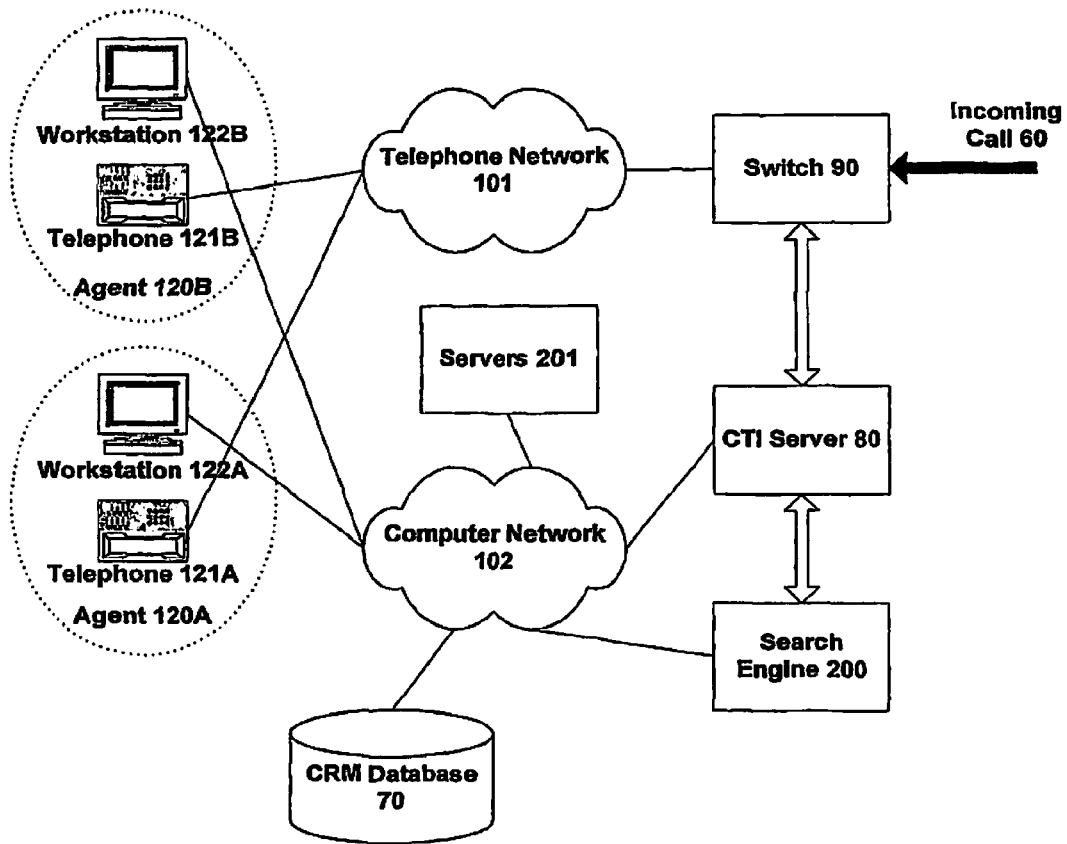 Workstation 122B
Telephone 121B
Agent 120B
Workstation 122A
Telephone 121A
Agent 120A
Telephone Network
101
Servers 201
Computer Network
102
CRM Database
70
Incoming
Call 60
Switch 90
CTI Server 80
Search
Engine 200